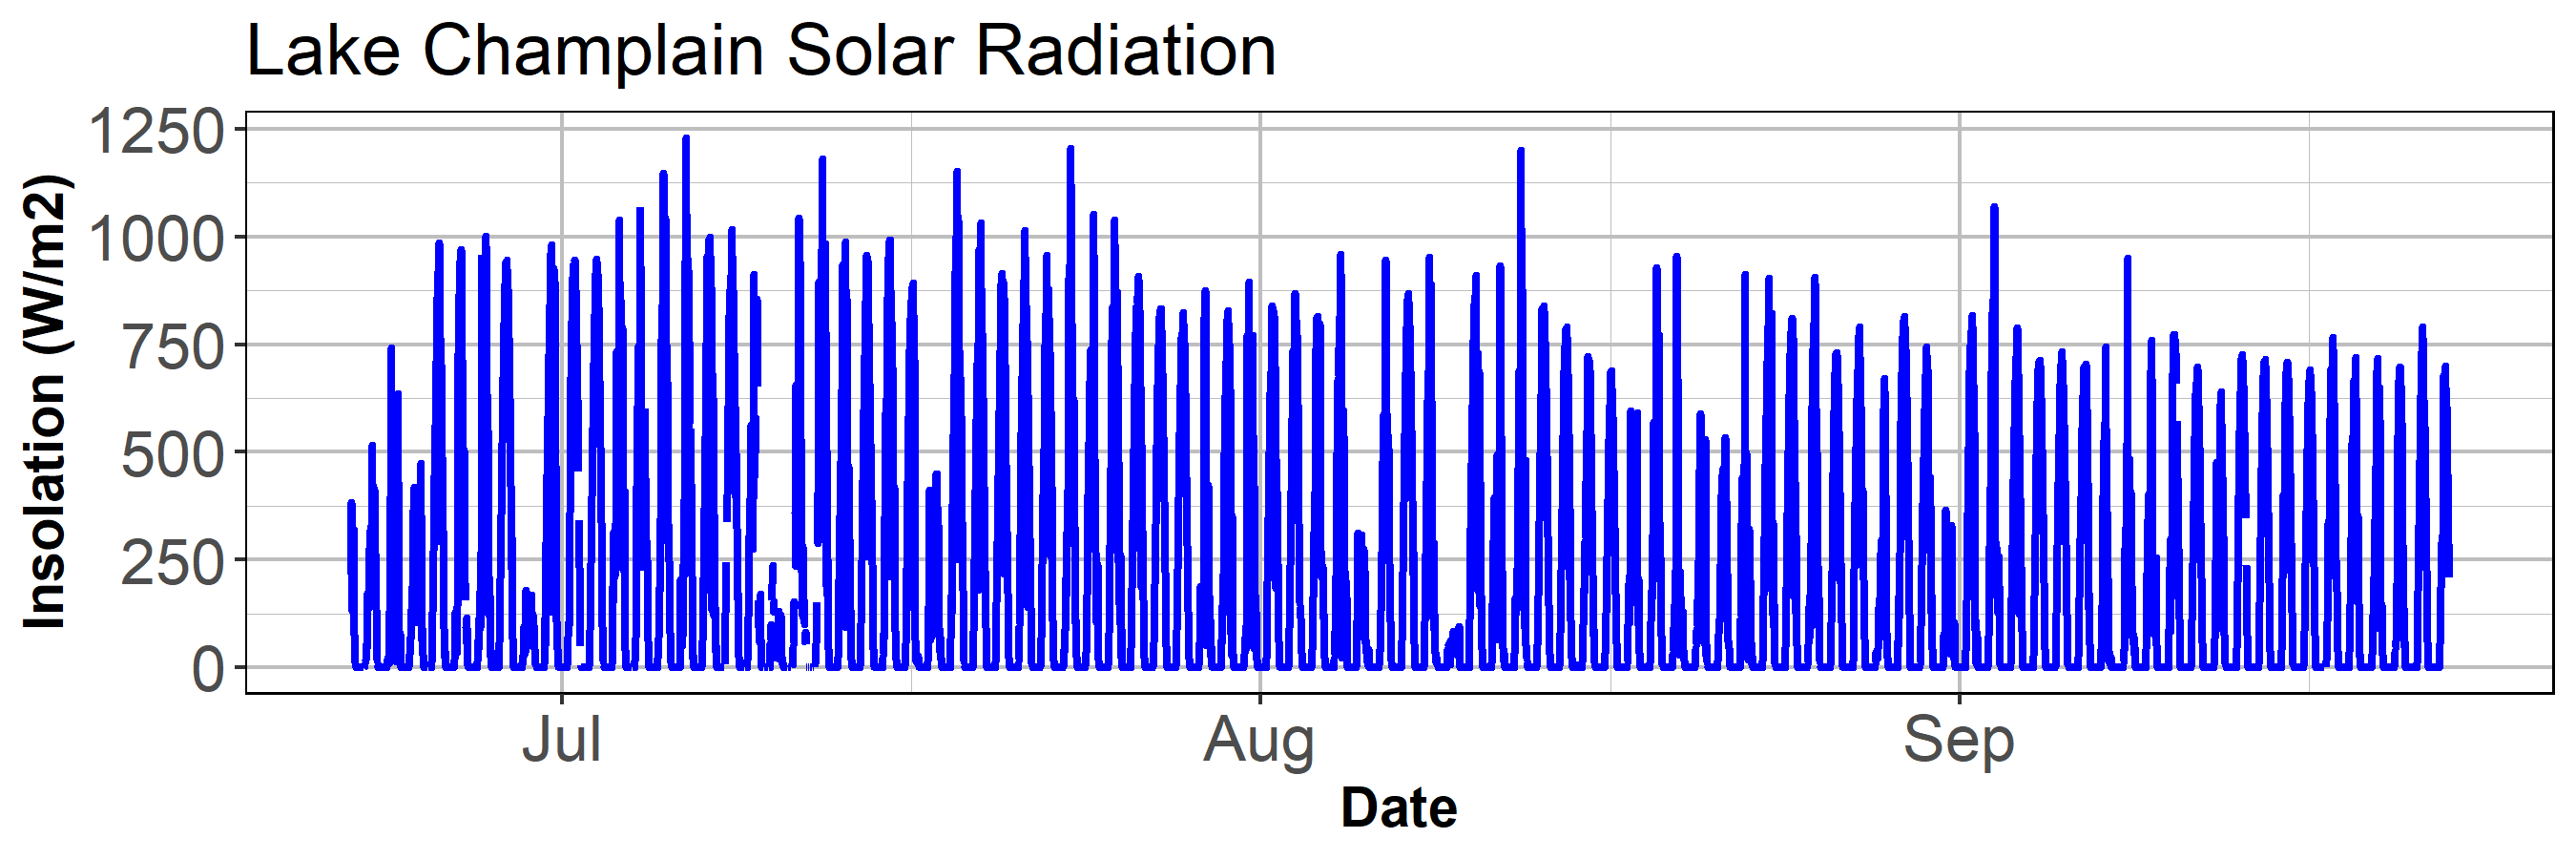 Lake Champlain Solar Radiation
1250
1000
750
500
250
0
Insolation (W/m2)
Jul Aug Sep
Date